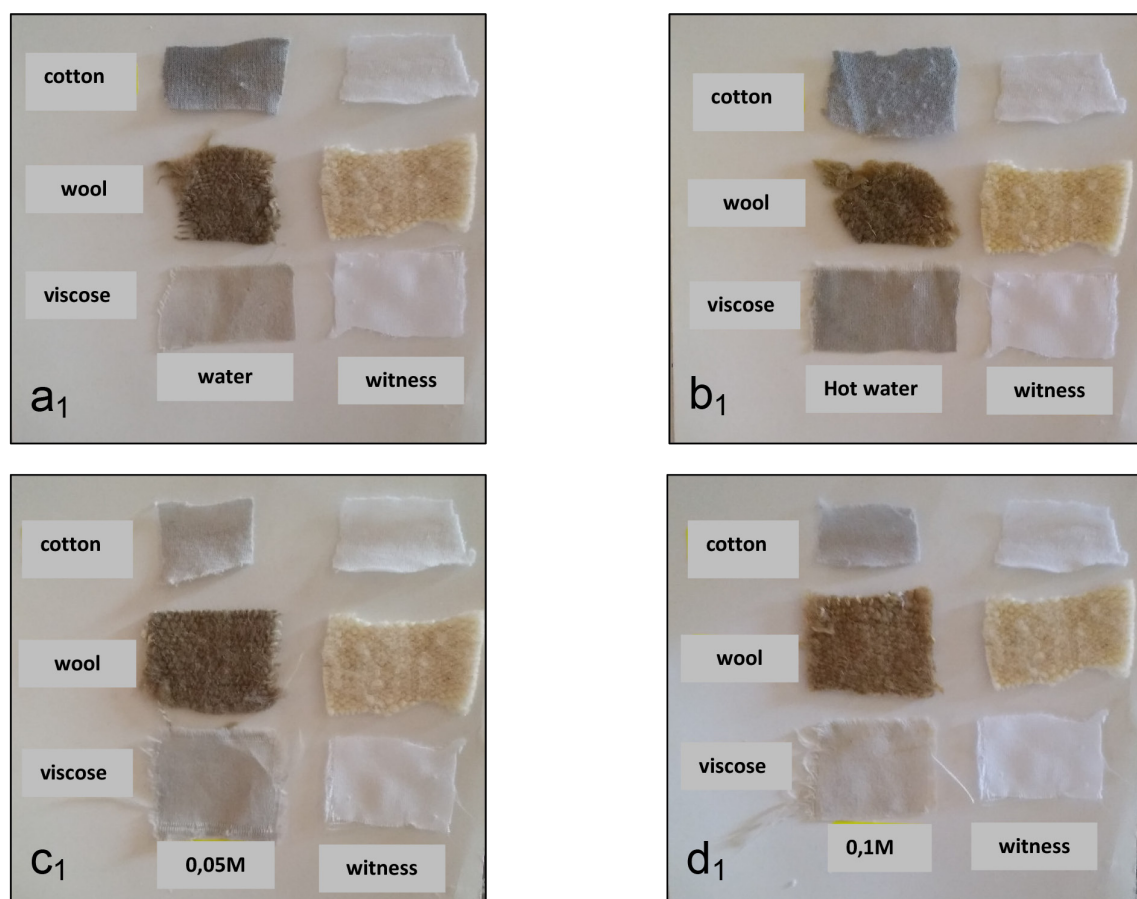 cotton
wool
viscose
water
witness
a1
cotton
wool
viscose
Hot water
witness
b1
cotton
wool
viscose
0,05M
witness
c1
cotton
wool
viscose
0,1M
witness
d1